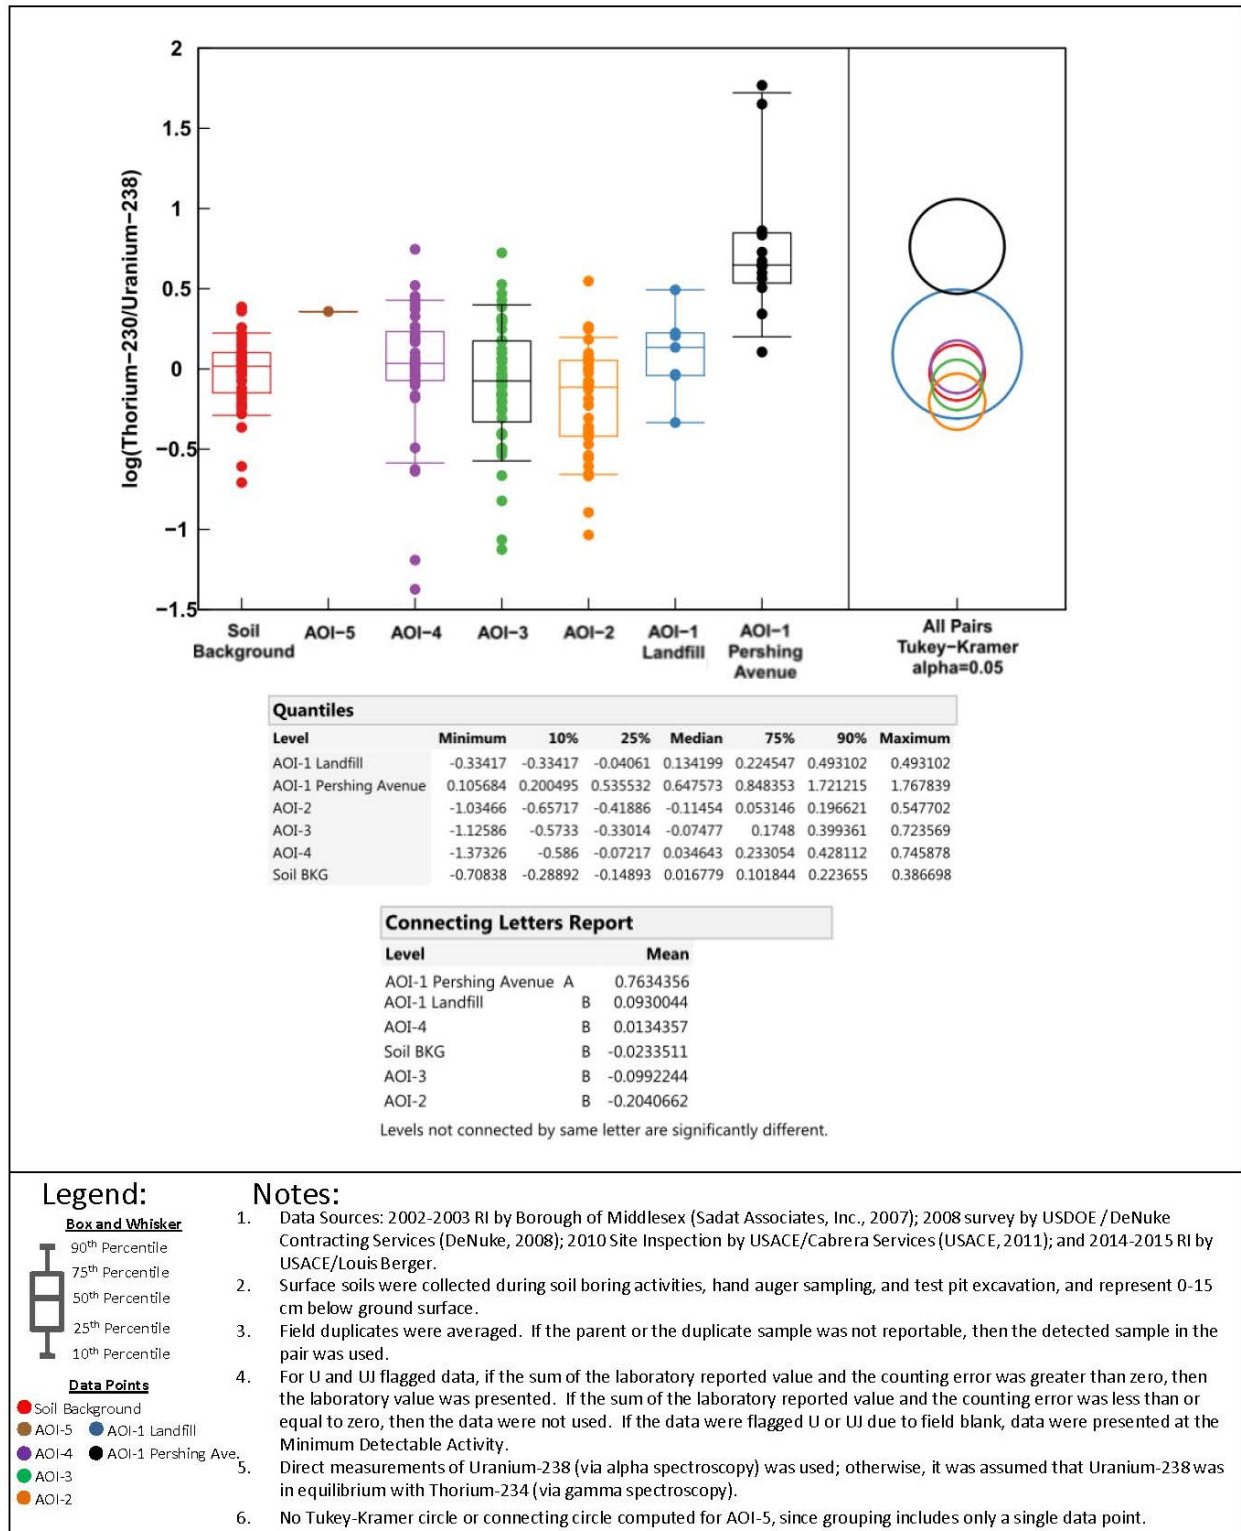 2
1.5
1
0.5
0
−0.5
−1
−1.5
log(Thorium−230/Uranium−238)
Soil
Background
AOI−5
AOI−4
AOI−3
AOI−2
AOI−1
Landfill
AOI−1
Pershing
Avenue
All Pairs
Tukey−Kramer
alpha=0.05
Quantiles
Level Minimum 10% 25% Median 75% 90% Maximum
AOI-1 Landfill -0.33417 -0.33417 -0.04061 0.134199 0.224547 0.493102 0.493102
AOI-1 Pershing Avenue 0.105684 0.200495 0.535532 0.647573 0.848353 1.721215 1.767839
AOI-2 -1.03466 -0.65717 -0.41886 -0.11454 0.053146 0.196621 0.547702
AOI-3 -1.12586 -0.5733 -0.33014 -0.07477 0.1748 0.399361 0.723569
AOI-4 -1.37326 -0.586 -0.07217 0.034643 0.233054 0.428112 0.745878
Soil BKG -0.70838 -0.28892 -0.14893 0.016779 0.101844 0.223655 0.386698
Connecting Letters Report
Level Mean
AOI-1 Pershing Avenue A 0.7634356
AOI-1 Landfill B 0.0930044
AOI-4 B 0.0134357
Soil BKG B -0.0233511
AOI-3 B -0.0992244
AOI-2 B -0.2040662
Levels not connected by same letter are significantly different.
Legend:
Box and Whisker
90th Percentile
75th Percentile
50th Percentile
25th Percentile
10th Percentile
Data Points
Soil Background
AOI-5 AOI-1 Landfill
AOI-4 AOI-1 Pershing Ave.
AOI-3
AOI-2
Notes:
1. Data Sources: 2002-2003 RI by Borough of Middlesex (Sadat Associates, Inc., 2007); 2008 survey by USDOE / DeNuke
Contracting Services (DeNuke, 2008); 2010 Site Inspection by USACE/Cabrera Services (USACE, 2011); and 2014-2015 RI by
USACE/Louis Berger.
2. Surface soils were collected during soil boring activities, hand auger sampling, and test pit excavation, and represent 0-15
cm below ground surface.
3. Field duplicates were averaged. If the parent or the duplicate sample was not reportable, then the detected sample in the
pair was used.
4. For U and UJ flagged data, if the sum of the laboratory reported value and the counting error was greater than zero, then
the laboratory value was presented. If the sum of the laboratory reported value and the counting error was less than or
equal to zero, then the data were not used. If the data were flagged U or UJ due to field blank, data were presented at the
Minimum Detectable Activity.
5. Direct measurements of Uranium-238 (via alpha spectroscopy) was used; otherwise, it was assumed that Uranium-238 was
in equilibrium with Thorium-234 (via gamma spectroscopy).
6. No Tukey-Kramer circle or connecting circle computed for AOI-5, since grouping includes only a single data point.